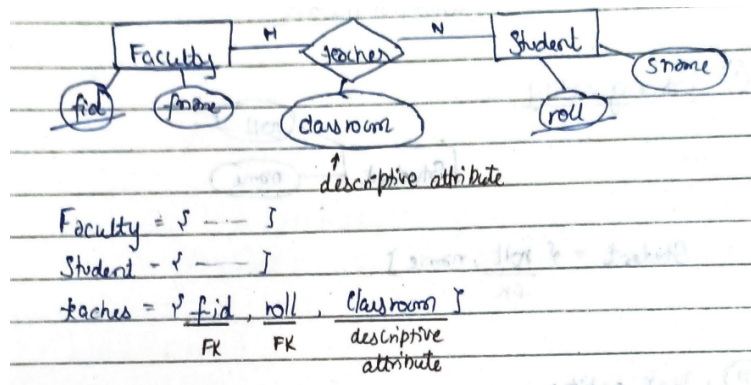 M N
Faculty teaches Student
fid fname sname
classroom roll
↑
descriptive attribute
Faculty = { - - - }
Student = { - - - }
teaches = { fid , roll , Classroom }
FK FK descriptive
attribute